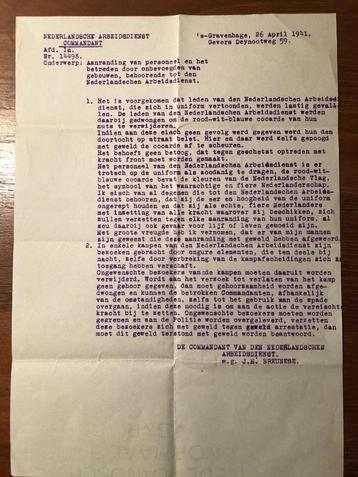 NEDERLANDSCHE ARBEIDSDIENST
's-Gravenhage, 26 April 1941.
COMMANDANT
Gevers Deynootweg 59.
Afd. Ia.
Nr. 14496.
Onderwerp: Aanranding van personeel en het
betreden door onbevoegden van
gebouwen, behoorende tot den
Nederlandschen Arbeidsdienst.
1. Het is voorgekomen dat leden van den Nederlandschen Arbeids
dienst, die zich in uniform vertoonden, werden lastig gevallen
len. De leden van den Nederlandschen Arbeidsdienst werden
daarbij gedwongen om de rood-wit-blauwe cocarde van hun
muts te verwijderen.
Indien aan deze eisch geen gevolg werd gegeven werd hun den
doortocht op straat belet. Hier en daar werd zelfs gepoogd
met geweld de cocarde af te scheuren.
Het behoeft geen betoog, dat tegen geschetst optreden met
kracht front moet worden gemaakt.
Het personeel van den Nederlandschen Arbeidsdienst is er
trotsch op de uniform als zoodanig te dragen, de rood-wit-
blauwe cocarde bevat de kleuren van de Nederlandsche Vlag,
het symbool van het waarachtige en fiere Nederlanderschap.
Ik eisch van al degenen die tot den Nederlandschen Arbeids-
dienst behooren, dat zij de eer en hoogheid van de uniform
ongerept houden en dat zij als echte, fiere Nederlanders
met inzetting van alle kracht waarover zij beschikken, zich
zullen verzetten tegen elke aanranding van hun uniform, al
zou daarbij ook gevaar voor lijf of leven gemoeid zijn.
Met groote vreugde heb ik vernomen, dat er van mijn mannen
zijn geweest die deze aanranding met geweld hebben afgeweerd.
2. In enkele kampen van den Nederlandschen Arbeidsdienst zijn
bezoeken gebracht door ongure elementen, die ten deele bij
nacht, zelfs door verbreking van de kampafscheidingen zich
toegang hebben verschaft.
Ongewenschte bezoekers van de kampen moeten daaruit worden
verwijderd. Wordt aan het verzoek tot verlaten van het kamp
geen gehoor gegeven, dan moet gehoorzaamheid worden afge-
dwongen en kunnen de betrokken Commandanten, afhankelijk
van de omstandigheden, zelfs tot het gebruik van de spade
overgaan, indien deze noodig is om aan de actie de vereischte
kracht bij te zetten. Ongewenschte bezoekers moeten worden
gegrepen en aan de Politie worden overgeleverd, verzetten
deze bezoekers zich met geweld tegen arrestatie, dan
moet dit geweld terstond met geweld worden beantwoord.
DE COMMANDANT VAN DEN NEDERLANDSCHEN
ARBEIDSDIENST.
w.g. J.N. BREUNESE.